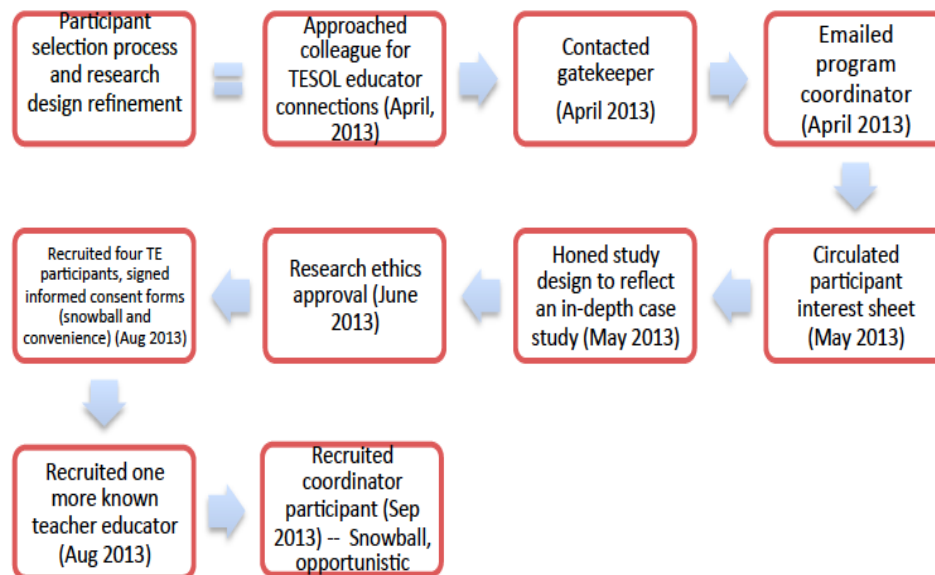 Participant
selection process
and research
design refinement
Approached
colleague for
TESOL educator
connections (April,
2013)
Contacted
gatekeeper
(April 2013)
Emailed
program
coordinator
(April 2013)
Circulated
participant
interest sheet
(May 2013)
Honed study
design to reflect
an in-depth case
study (May 2013)
Research ethics
approval (June
2013)
Recruited four TE
participants, signed
informed consent forms
(snowball and
convenience) (Aug 2013)
Recruited one
more known
teacher educator
(Aug 2013)
Recruited
coordinator
participant (Sep
2013) -- Snowball,
opportunistic